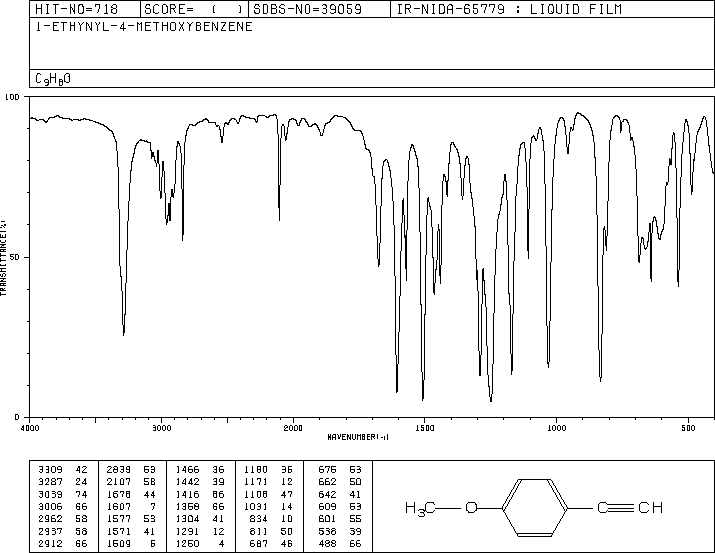 HIT-NO=718 SCORE= ( ) SDBS-NO=39059 IR-NIDA-65779 : LIQUID FILM
1-ETHYNYL-4-METHOXYBENZENE
C9H8O
100
50
0
TRANSMITTANCE(%)
4000 3000 2000 1500 1000 500
WAVENUMBER(-1)
3309 42 2839 53 1466 36 1180 35 675 53
3287 24 2107 58 1442 39 1171 12 662 50
3039 74 1678 44 1416 86 1108 47 642 41
3006 66 1607 7 1358 66 1031 14 609 53
2962 58 1577 53 1304 41 834 10 601 55
2937 58 1571 41 1291 12 811 50 538 39
2912 66 1509 5 1250 4 687 46 488 66
H3C O C CH